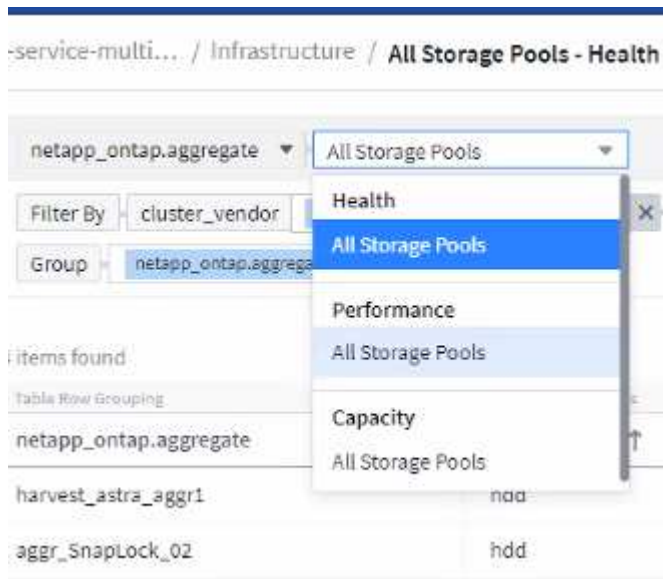 -service-multi... / Infrastructure / All Storage Pools - Health
netapp_ontap.aggregate All Storage Pools
Filter By cluster_vendor
Health
All Storage Pools
Group netapp_ontap.aggrega
Performance
All Storage Pools
items found
Table Row Grouping
Capacity
netapp_ontap.aggregate
All Storage Pools
harvest_astra_aggr1 hdd
aggr_SnapLock_02 hdd